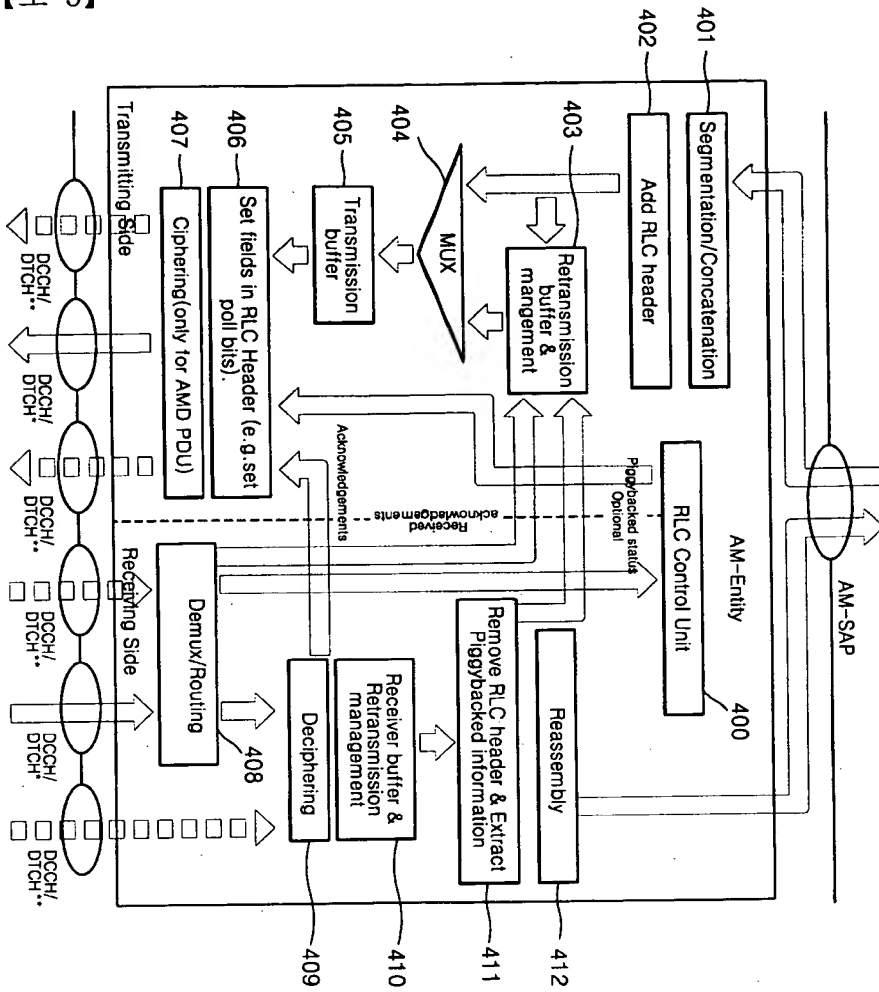 AM-SAP
AM-Entity
401
Segmentation/Concatenation
402
Add RLC header
403
Retransmission
buffer &
mangement
404
MUX
405
Transmission
buffer
406
Set fields in RLC Header (e.g.set
poll bits).
407
Ciphering(only for AMD PDU)
Transmitting Side
RLC Control Unit
400
Piggybacked status
Optional
Received
acknowledgements
Acknowledgements
Reassembly
412
Remove RLC header & Extract
Piggybacked information
411
Receiver buffer &
Retransmission
management
410
Deciphering
409
Demux/Routing
408
Receiving Side
DCCH/
DTCH**
DCCH/
DTCH*
DCCH/
DTCH**
DCCH/
DTCH**
DCCH/
DTCH*
DCCH/
DTCH**